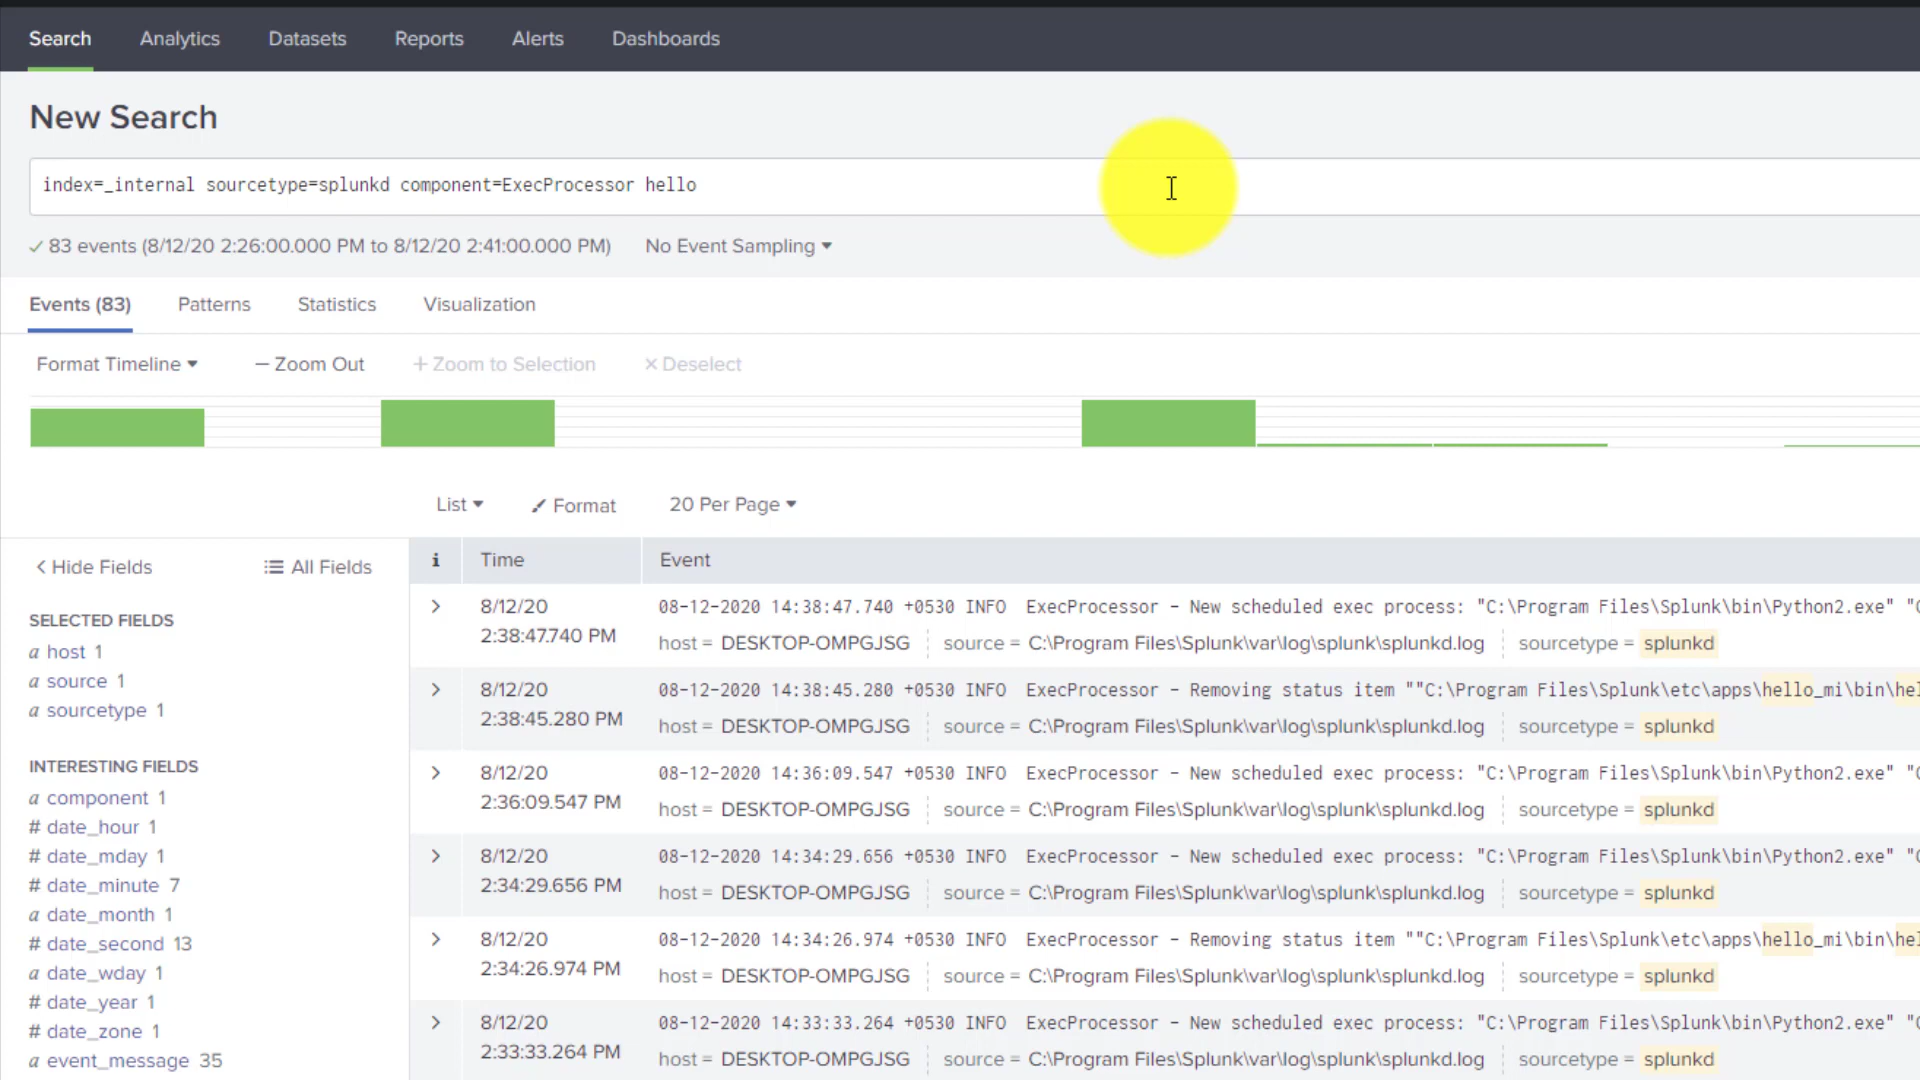 Search Analytics Datasets Reports Alerts Dashboards
New Search
index=_internal sourcetype=splunkd component=ExecProcessor hello
83 events (8/12/20 2:26:00.000 PM to 8/12/20 2:41:00.000 PM) No Event Sampling
Events (83) Patterns Statistics Visualization
Format Timeline — Zoom Out + Zoom to Selection × Deselect
List Format 20 Per Page
< Hide Fields All Fields
i Time Event
SELECTED FIELDS
a host 1
a source 1
a sourcetype 1
INTERESTING FIELDS
a component 1
# date_hour 1
# date_mday 1
# date_minute 7
a date_month 1
# date_second 13
a date_wday 1
# date_year 1
# date_zone 1
a event_message 35
8/12/20
2:38:47.740 PM
08-12-2020 14:38:47.740 +0530 INFO ExecProcessor - New scheduled exec process: "C:\Program Files\Splunk\bin\Python2.exe"
host = DESKTOP-OMPGJSG source = C:\Program Files\Splunk\var\log\splunk\splunkd.log sourcetype = splunkd
8/12/20
2:38:45.280 PM
08-12-2020 14:38:45.280 +0530 INFO ExecProcessor - Removing status item ""C:\Program Files\Splunk\etc\apps\hello_mi\bin\hel
host = DESKTOP-OMPGJSG source = C:\Program Files\Splunk\var\log\splunk\splunkd.log sourcetype = splunkd
8/12/20
2:36:09.547 PM
08-12-2020 14:36:09.547 +0530 INFO ExecProcessor - New scheduled exec process: "C:\Program Files\Splunk\bin\Python2.exe"
host = DESKTOP-OMPGJSG source = C:\Program Files\Splunk\var\log\splunk\splunkd.log sourcetype = splunkd
8/12/20
2:34:29.656 PM
08-12-2020 14:34:29.656 +0530 INFO ExecProcessor - New scheduled exec process: "C:\Program Files\Splunk\bin\Python2.exe"
host = DESKTOP-OMPGJSG source = C:\Program Files\Splunk\var\log\splunk\splunkd.log sourcetype = splunkd
8/12/20
2:34:26.974 PM
08-12-2020 14:34:26.974 +0530 INFO ExecProcessor - Removing status item ""C:\Program Files\Splunk\etc\apps\hello_mi\bin\hel
host = DESKTOP-OMPGJSG source = C:\Program Files\Splunk\var\log\splunk\splunkd.log sourcetype = splunkd
8/12/20
2:33:33.264 PM
08-12-2020 14:33:33.264 +0530 INFO ExecProcessor - New scheduled exec process: "C:\Program Files\Splunk\bin\Python2.exe"
host = DESKTOP-OMPGJSG source = C:\Program Files\Splunk\var\log\splunk\splunkd.log sourcetype = splunkd